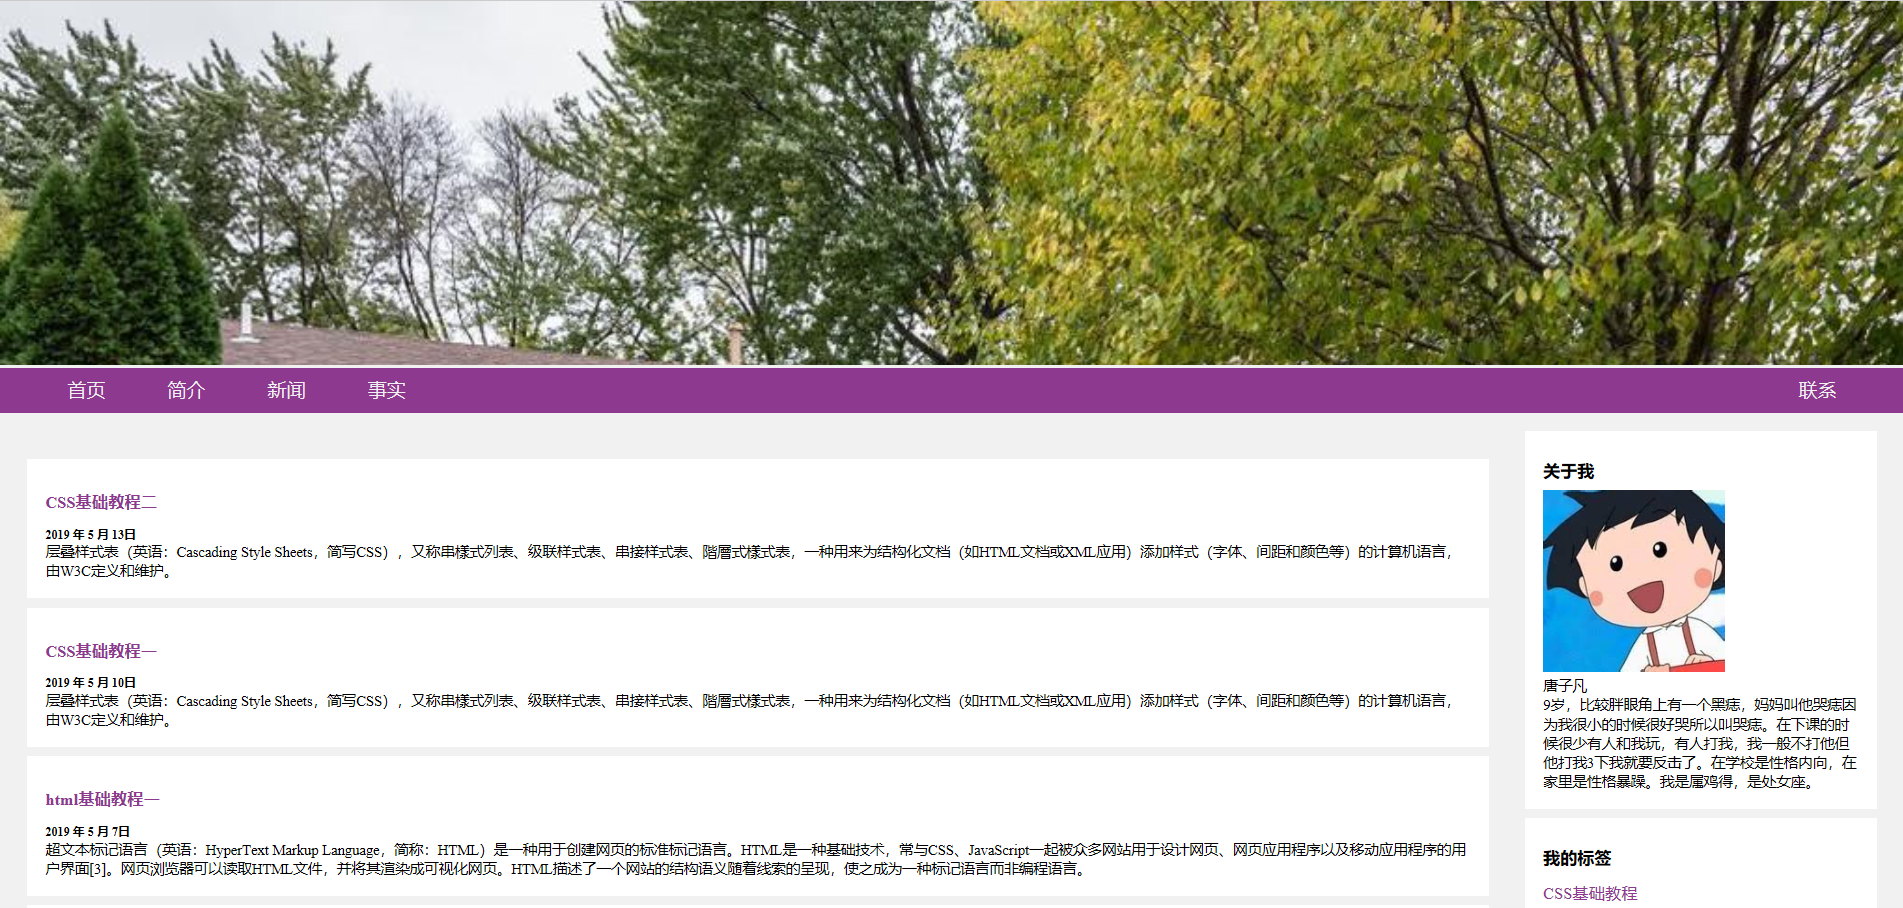 首页 简介 新闻 事实 联系
CSS基础教程二
2019 年 5 月 13日
层叠样式表（英语：Cascading Style Sheets，简写CSS），又称串樣式列表、级联样式表、串接样式表、階層式樣式表，一种用来为结构化文档（如HTML文档或XML应用）添加样式（字体、间距和颜色等）的计算机语言，
由W3C定义和维护。
CSS基础教程一
2019 年 5 月 10日
层叠样式表（英语：Cascading Style Sheets，简写CSS），又称串樣式列表、级联样式表、串接样式表、階層式樣式表，一种用来为结构化文档（如HTML文档或XML应用）添加样式（字体、间距和颜色等）的计算机语言，
由W3C定义和维护。
html基础教程一
2019 年 5 月 7日
超文本标记语言（英语：HyperText Markup Language，简称：HTML）是一种用于创建网页的标准标记语言。HTML是一种基础技术，常与CSS、JavaScript一起被众多网站用于设计网页、网页应用程序以及移动应用程序的用
户界面[3]。网页浏览器可以读取HTML文件，并将其渲染成可视化网页。HTML描述了一个网站的结构语义随着线索的呈现，使之成为一种标记语言而非编程语言。
关于我
唐子凡
9岁，比较胖眼角上有一个黑痣，妈妈叫他哭痣因
为我很小的时候很好哭所以叫哭痣。在下课的时
候很少有人和我玩，有人打我，我一般不打他但
他打我3下我就要反击了。在学校是性格内向，在
家里是性格暴躁。我是属鸡得，是处女座。
我的标签
CSS基础教程